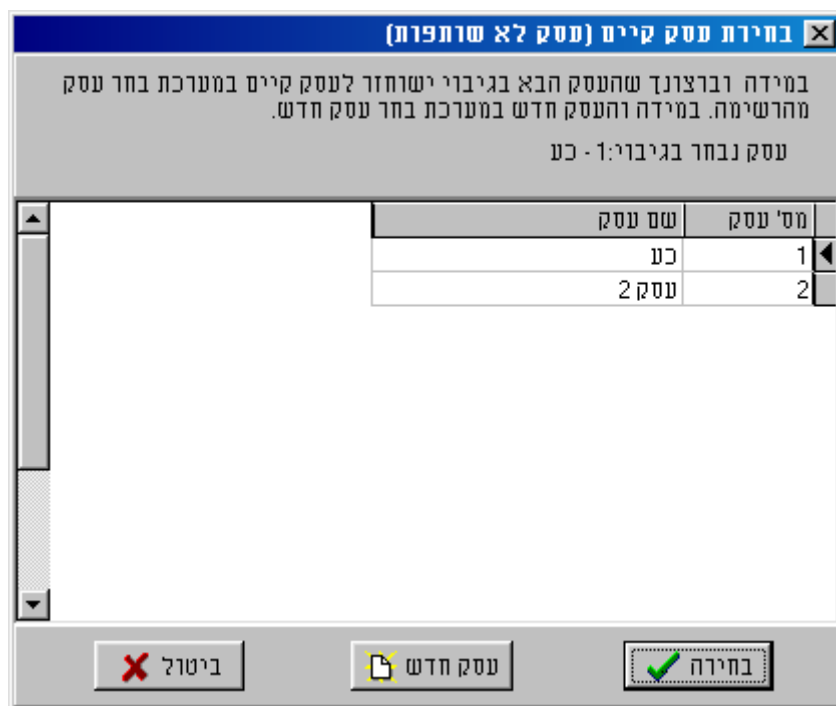 בחירת עסק קיים (עסק לא שותפות)
במידה וברצונך שהעסק הבא בגיבוי ישוחזר לעסק קיים במערכת בחר עסק
מהרשימה. במידה והעסק חדש במערכת בחר עסק חדש.
עסק נבחר בגיבוי:1 - כע
מס' עסק שם עסק
1 כע
2 עסק 2
בחירה עסק חדש ביטול